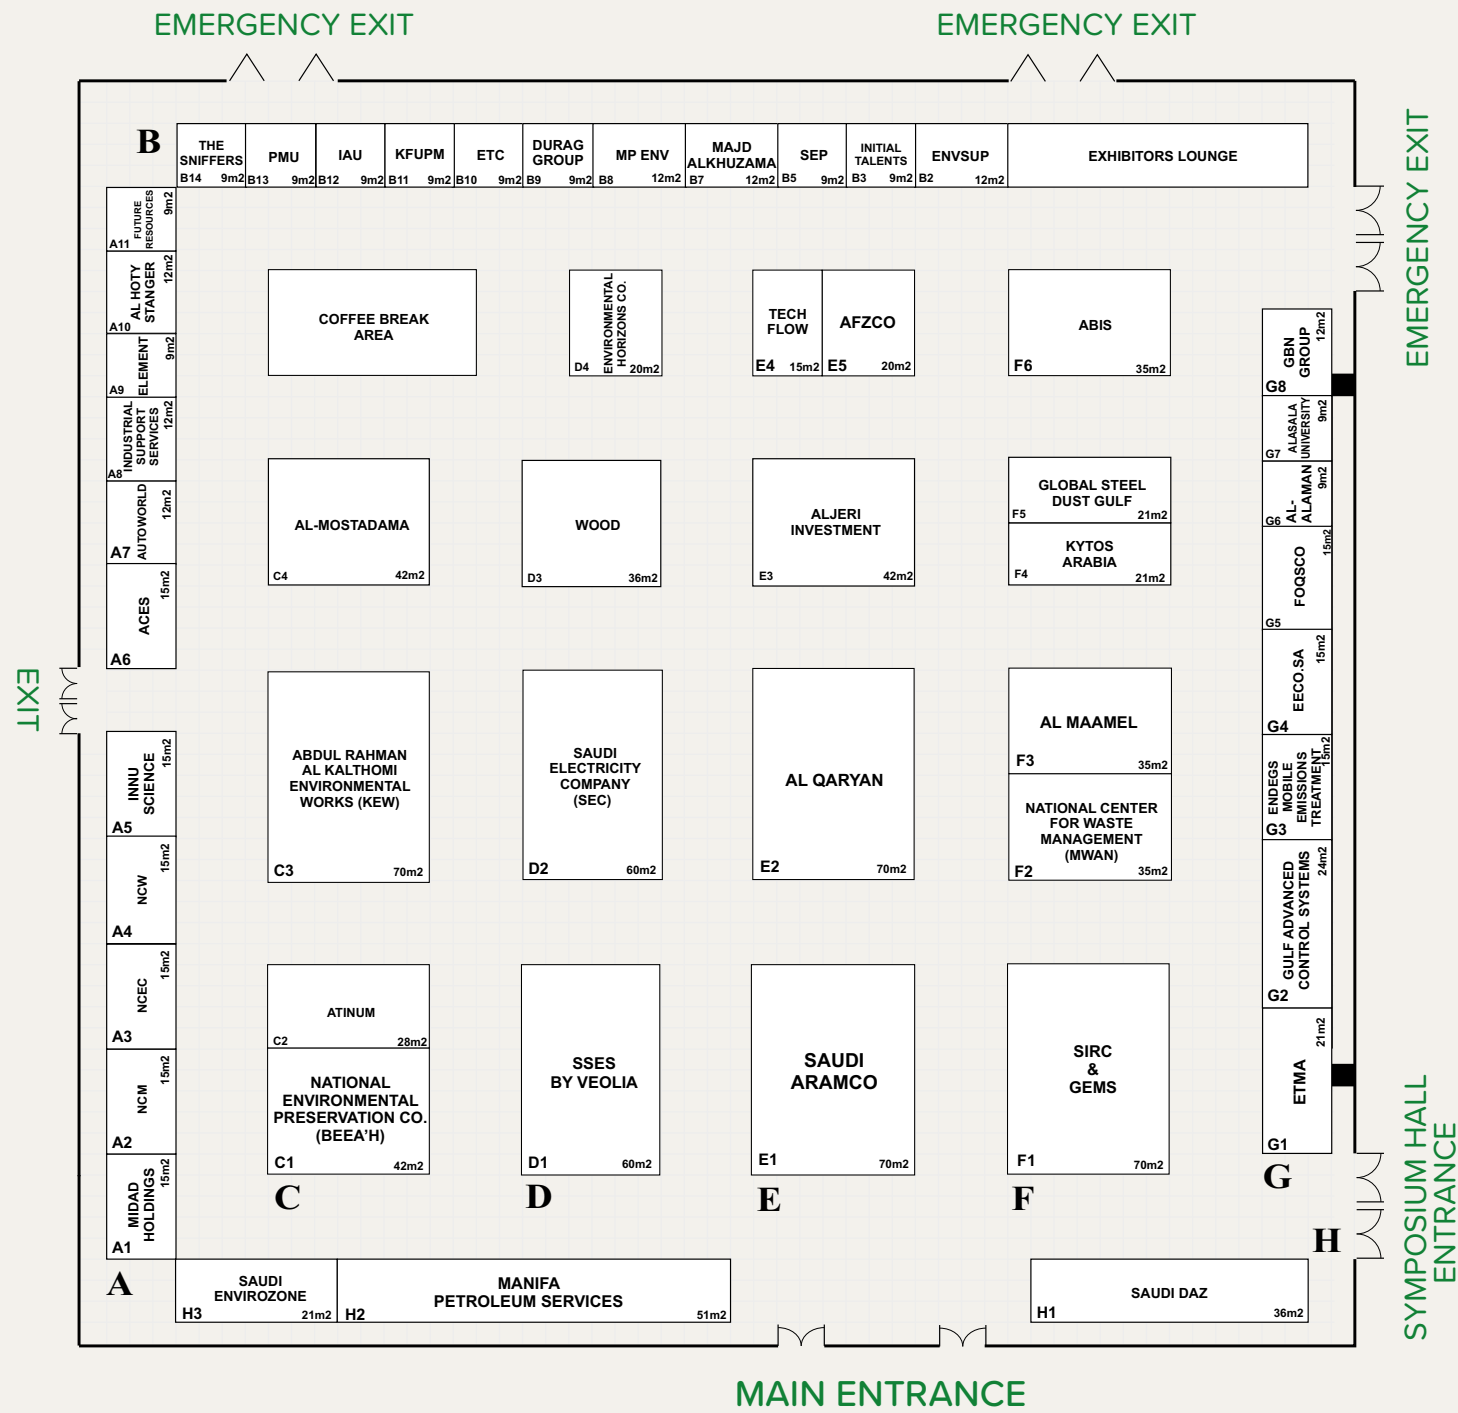 EMERGENCY EXIT
EMERGENCY EXIT
B
THE
SNIFFERS
B14 9m2
PMU
B13 9m2
IAU
B12 9m2
KFUPM
B11 9m2
ETC
B10 9m2
DURAG
GROUP
B9 9m2
MP ENV
B8 12m2
MAJD
ALKHUZAMA
B7 12m2
SEP
B5 9m2
INITIAL
TALENTS
B3 9m2
ENVSUP
B2 12m2
EXHIBITORS LOUNGE
EMERGENCY EXIT
FUTURE
RESOURCES
A11 9m2
AL HOTY
STANGER
A10 12m2
ELEMENT
A9 9m2
INDUSTRIAL
SUPPORT
SERVICES
A8 12m2
AUTOWORLD
A7 12m2
ACES
A6 15m2
EXIT
INNU
SCIENCE
A5 15m2
NCW
A4 15m2
NCEC
A3 15m2
NCM
A2 15m2
MIDAD
HOLDINGS
A1 15m2
A
COFFEE BREAK
AREA
ENVIRONMENTAL
HORIZONS CO.
D4 20m2
TECH
FLOW
E4 15m2
AFZCO
E5 20m2
ABIS
F6 35m2
AL-MOSTADAMA
C4 42m2
WOOD
D3 36m2
ALJERI
INVESTMENT
E3 42m2
GLOBAL STEEL
DUST GULF
F5 21m2
KYTOS
ARABIA
F4 21m2
ABDUL RAHMAN
AL KALTHOMI
ENVIRONMENTAL
WORKS (KEW)
C3 70m2
SAUDI
ELECTRICITY
COMPANY
(SEC)
D2 60m2
AL QARYAN
E2 70m2
AL MAAMEL
F3 35m2
NATIONAL CENTER
FOR WASTE
MANAGEMENT
(MWAN)
F2 35m2
ATINUM
C2 28m2
NATIONAL
ENVIRONMENTAL
PRESERVATION CO.
(BEEA'H)
C1 42m2
SSES
BY VEOLIA
D1 60m2
SAUDI
ARAMCO
E1 70m2
SIRC
&
GEMS
F1 70m2
C
D
E
F
GBN
GROUP
G8 12m2
ALASALA
UNIVERSITY
G7 9m2
AL-
ALAMAN
G6 9m2
FOQSCO
G5 15m2
EECO.SA
G4 15m2
ENDEGS
MOBILE
EMISSIONS
TREATMENT
G3 15m2
GULF ADVANCED
CONTROL SYSTEMS
G2 24m2
ETMA
G1 21m2
G
H
SYMPOSIUM HALL
ENTRANCE
SAUDI
ENVIROZONE
H3 21m2
MANIFA
PETROLEUM SERVICES
H2 51m2
SAUDI DAZ
H1 36m2
MAIN ENTRANCE